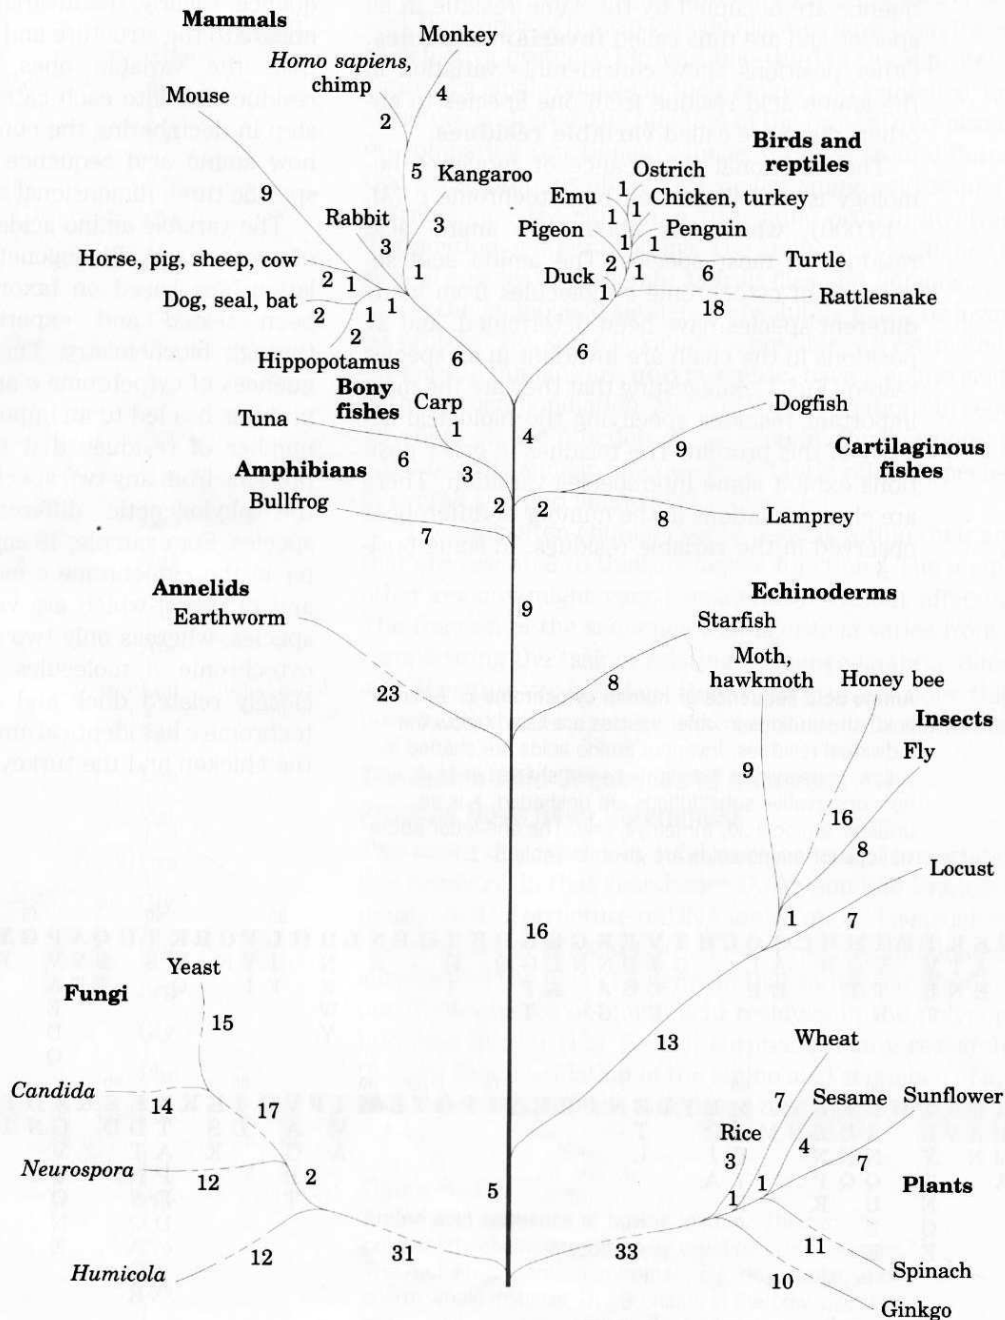 Mammals
Monkey
Homo sapiens,
chimp
4
Mouse
2
9
5
Kangaroo
Birds and
reptiles
Ostrich
1
Emu
Chicken, turkey
1
1
Rabbit
3
Pigeon
Penguin
1
1
3
Horse, pig, sheep, cow
Turtle
2
1
1
Duck
2
1
6
Dog, seal, bat
1
1
18
Rattlesnake
2
2
Hippopotamus
6
6
Bony
fishes
Carp
Dogfish
Tuna
1
4
9
Cartilaginous
fishes
6
Amphibians
3
Bullfrog
2
2
8
Lamprey
7
Annelids
Earthworm
9
Echinoderms
Starfish
Moth,
hawkmoth
Honey bee
23
8
Insects
Fly
9
16
8
Locust
1
7
16
Yeast
Fungi
15
13
Wheat
Candida
14
17
7
Sesame
Sunflower
Rice
4
3
7
Neurospora
12
2
5
1
1
Plants
12
31
33
11
Humicola
10
Spinach
Ginkgo